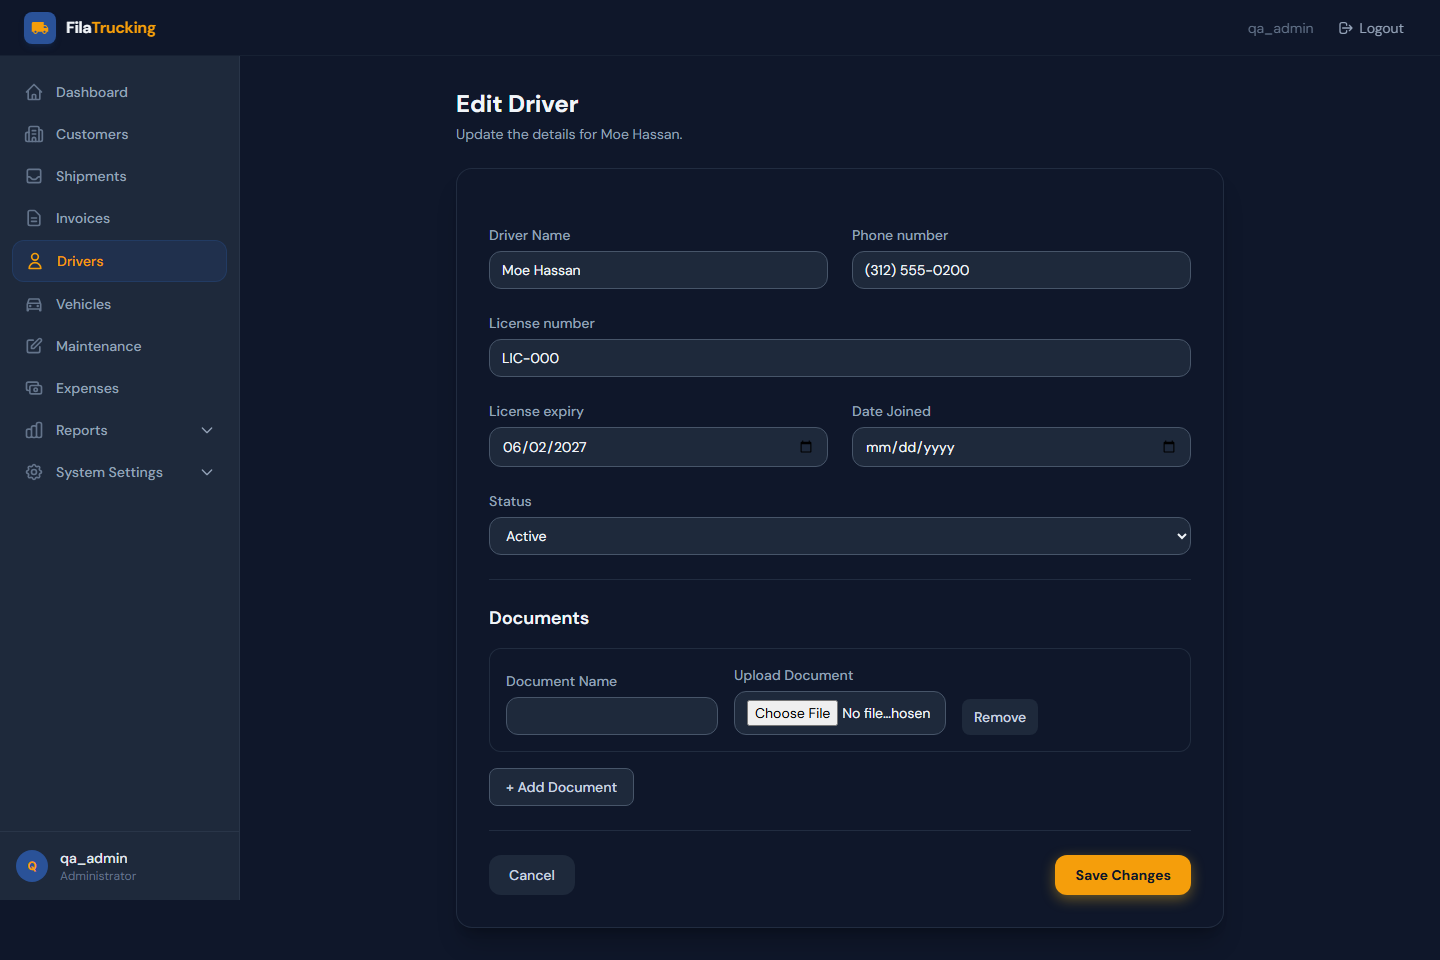 FilaTrucking
qa_admin
Logout
Dashboard
Customers
Shipments
Invoices
Drivers
Vehicles
Maintenance
Expenses
Reports
System Settings
Q
qa_admin
Administrator
Edit Driver
Update the details for Moe Hassan.
Driver Name
Phone number
Moe Hassan
(312) 555-0200
License number
LIC-000
License expiry
Date Joined
06/02/2027
mm/dd/yyyy
Status
Active
Documents
Document Name
Upload Document
Choose File No file...hosen
Remove
+ Add Document
Cancel
Save Changes